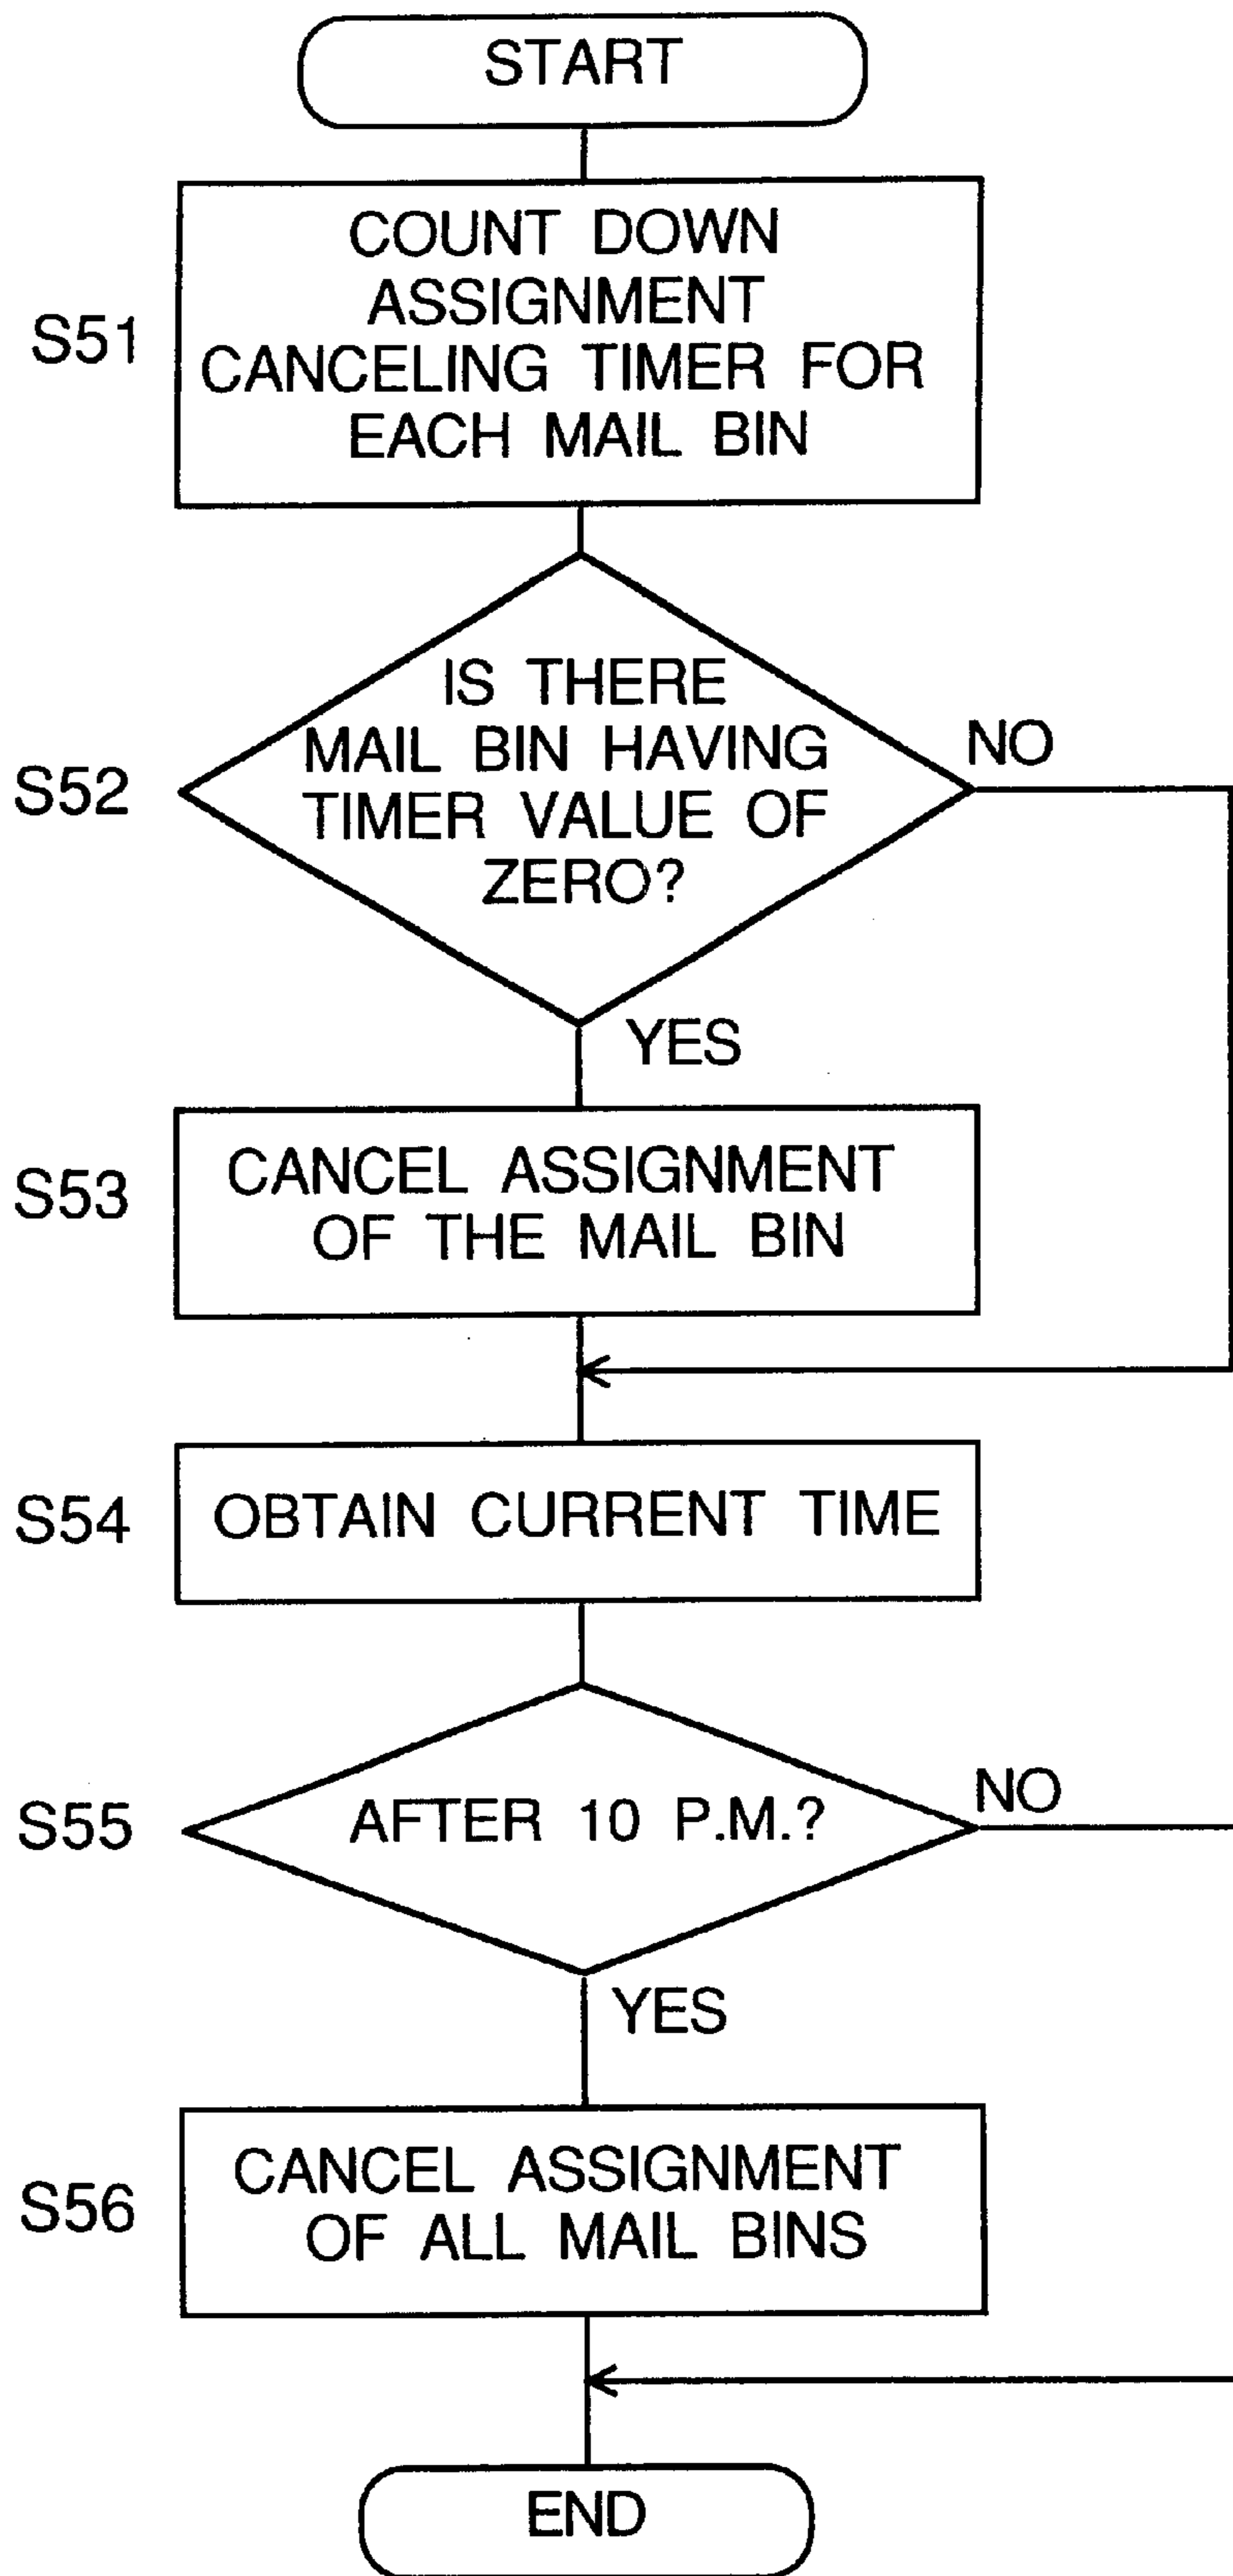 START
S51
COUNT DOWN
ASSIGNMENT
CANCELING TIMER FOR
EACH MAIL BIN
S52
IS THERE
MAIL BIN HAVING
TIMER VALUE OF
ZERO?
NO
YES
S53
CANCEL ASSIGNMENT
OF THE MAIL BIN
S54
OBTAIN CURRENT TIME
S55
AFTER 10 P.M.?
NO
YES
S56
CANCEL ASSIGNMENT
OF ALL MAIL BINS
END